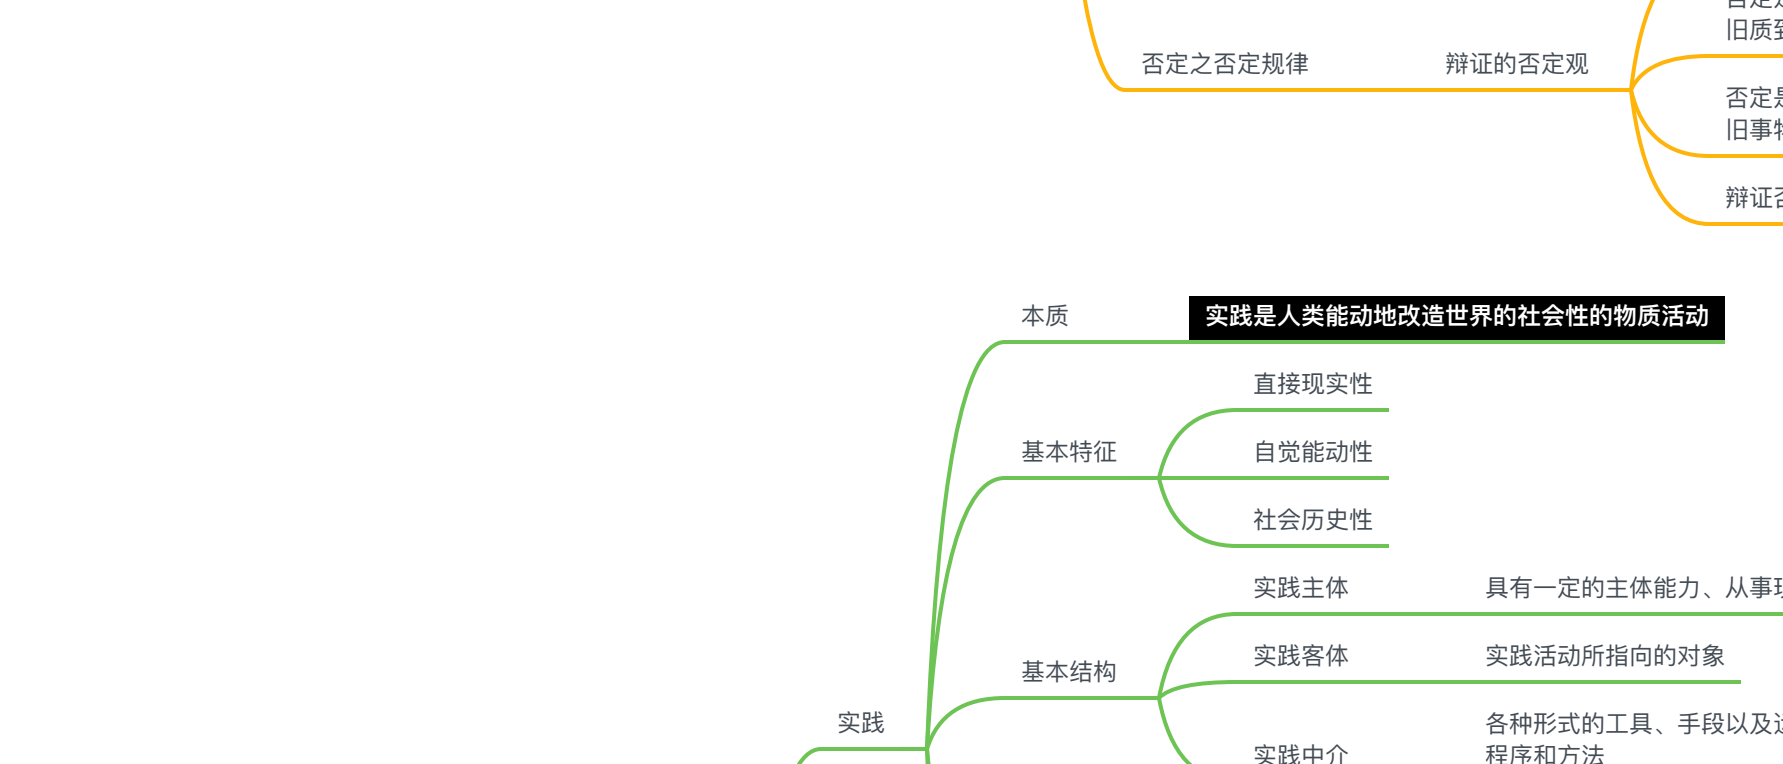 旧质
否定之否定规律
辩证的否定观
否定是
旧事物
辩证否
本质
实践是人类能动地改造世界的社会性的物质活动
直接现实性
基本特征
自觉能动性
社会历史性
实践主体
具有一定的主体能力、从事
实践客体
实践活动所指向的对象
基本结构
实践
各种形式的工具、手段以及
程序和方法
实践中介